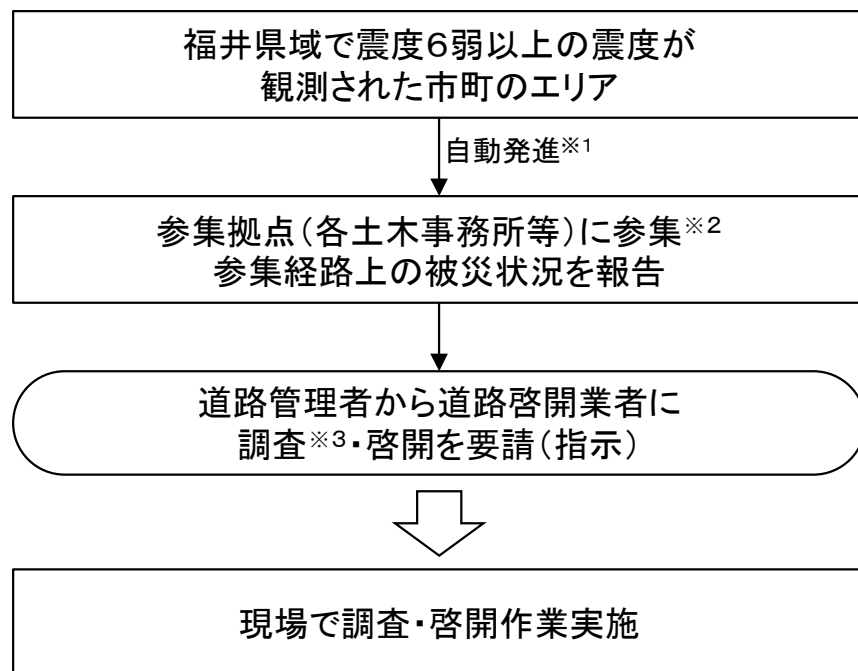 福井県域で震度6弱以上の震度が
観測された市町のエリア
自動発進※1
参集拠点(各土木事務所等)に参集※2
参集経路上の被災状況を報告
道路管理者から道路啓開業者に
調査※3・啓開を要請(指示)
現場で調査・啓開作業実施